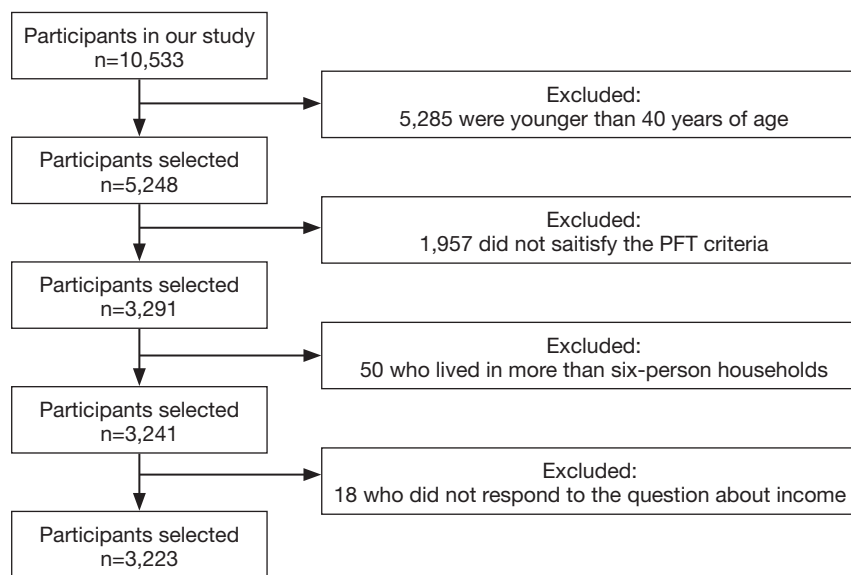 Participants in our study
n=10,533
Excluded:
5,285 were younger than 40 years of age
Participants selected
n=5,248
Excluded:
1,957 did not saitisfy the PFT criteria
Participants selected
n=3,291
Excluded:
50 who lived in more than six-person households
Participants selected
n=3,241
Excluded:
18 who did not respond to the question about income
Participants selected
n=3,223